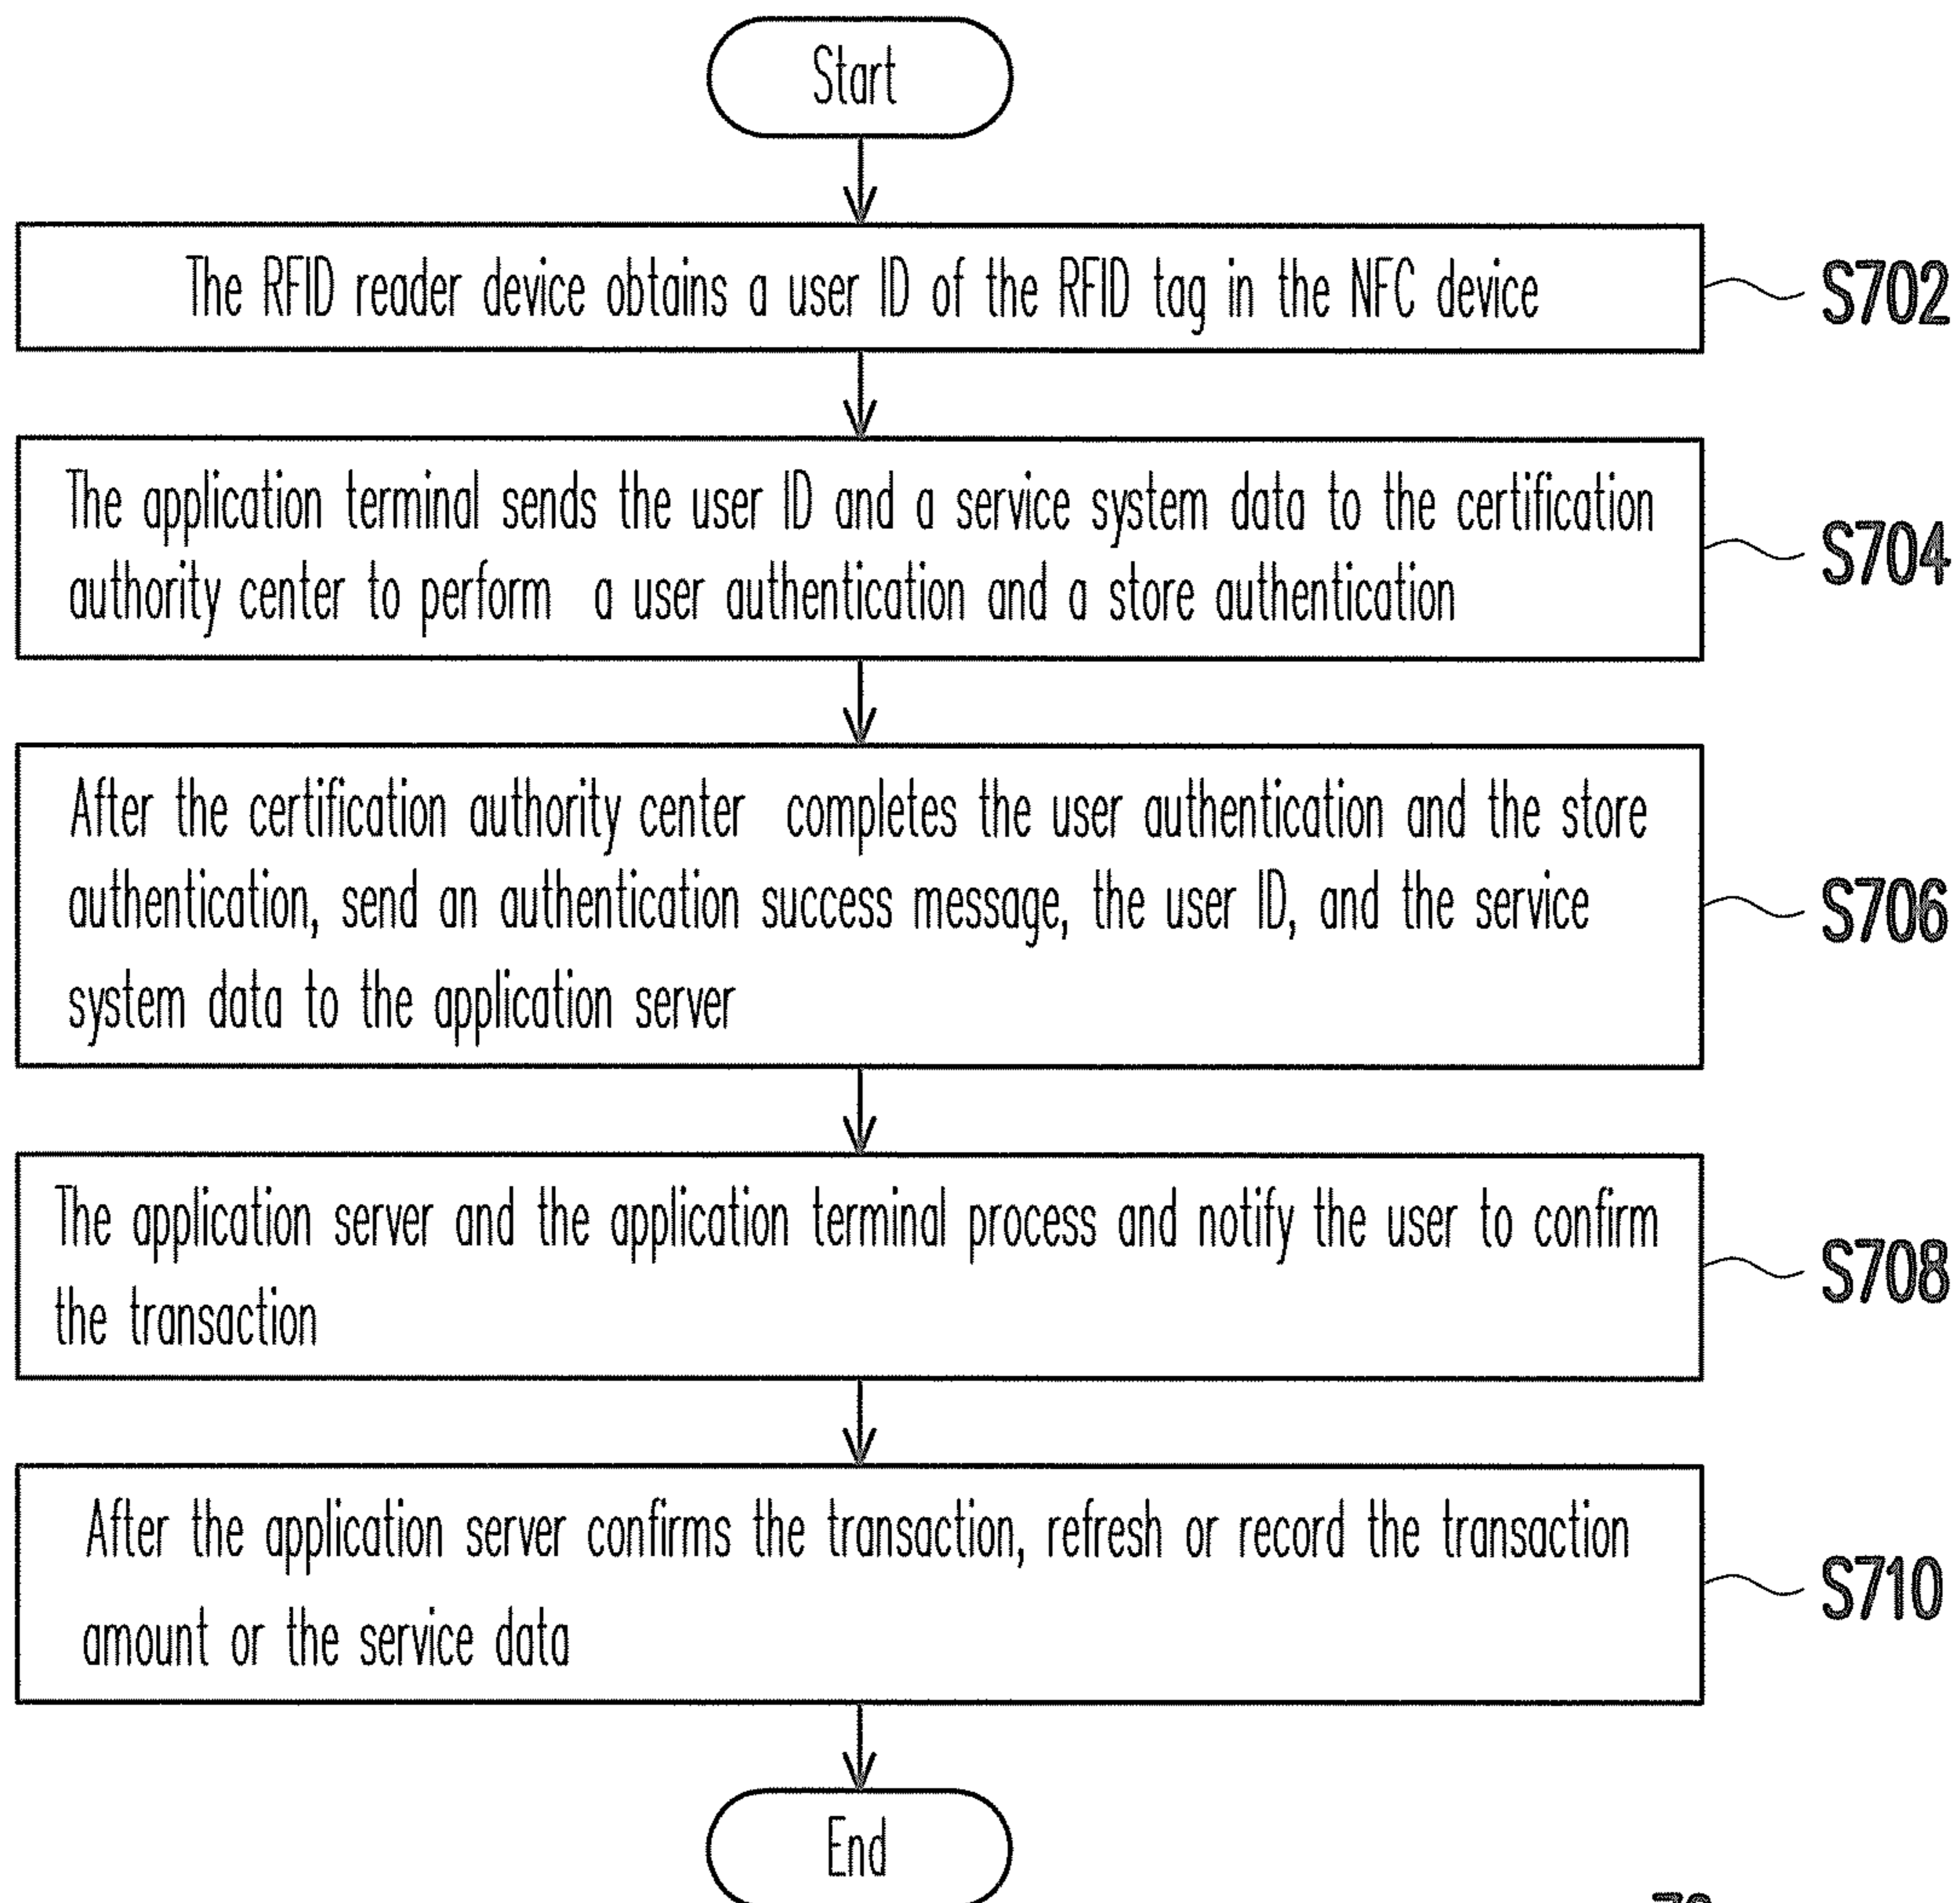 Start
The RFID reader device obtains a user ID of the RFID tag in the NFC device
S702
The application terminal sends the user ID and a service system data to the certification
authority center to perform a user authentication and a store authentication
S704
After the certification authority center completes the user authentication and the store
authentication, send an authentication success message, the user ID, and the service
system data to the application server
S706
The application server and the application terminal process and notify the user to confirm
the transaction
S708
After the application server confirms the transaction, refresh or record the transaction
amount or the service data
S710
End